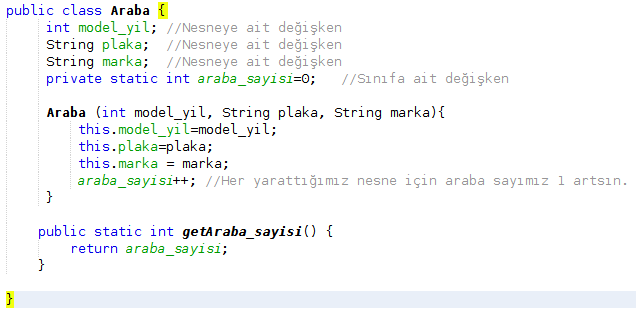 public class Araba {
int model_yil; //Nesneye ait değişken
String plaka;  //Nesneye ait değişken
String marka;  //Nesneye ait değişken
private static int araba_sayisi=0;   //Sınıfa ait değişken
Araba (int model_yil, String plaka, String marka){
this.model_yil=model_yil;
this.plaka=plaka;
this.marka = marka;
araba_sayisi++; //Her yarattığımız nesne için araba sayımız 1 artsın.
}
public static int getAraba_sayisi() {
return araba_sayisi;
}
}